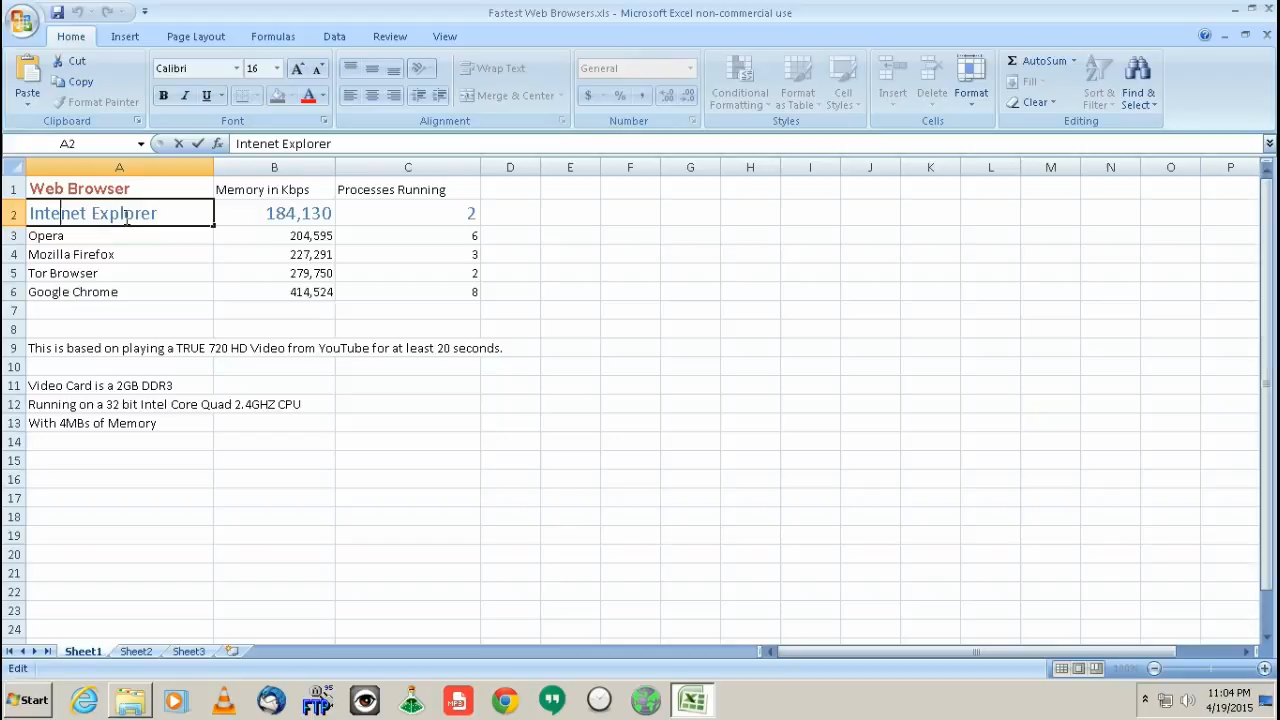 Fastst Web Browsers.xls - Microsoft Excel non-commercial use
Home Insert Page Layout Formulas Data Review View
Paste Cut Copy Format Painter Clipboard
Calibri 16 A A B I U A Font
Wrap Text Merge & Center Alignment
General $ % , Number
Conditional Formatting Format as Table Cell Styles Styles
Insert Delete Format Cells
Σ AutoSum Fill Clear Sort & Filter Find & Select Editing
A2 fx Intenet Explorer
A B C D E F G H I J K L M N O P
1 Web Browser Memory in Kbps Processes Running
2 Intenet Explorer 184,130 2
3 Opera 204,595 6
4 Mozilla Firefox 227,291 3
5 Tor Browser 279,750 2
6 Google Chrome 414,524 8
7
8
9 This is based on playing a TRUE 720 HD Video from YouTube for at least 20 seconds.
10
11 Video Card is a 2GB DDR3
12 Running on a 32 bit Intel Core Quad 2.4GHZ CPU
13 With 4MBs of Memory
14
15
16
17
18
19
20
21
22
23
24
Sheet1 Sheet2 Sheet3
Edit 100%
Start FTP MP3 11:04 PM
4/19/2015